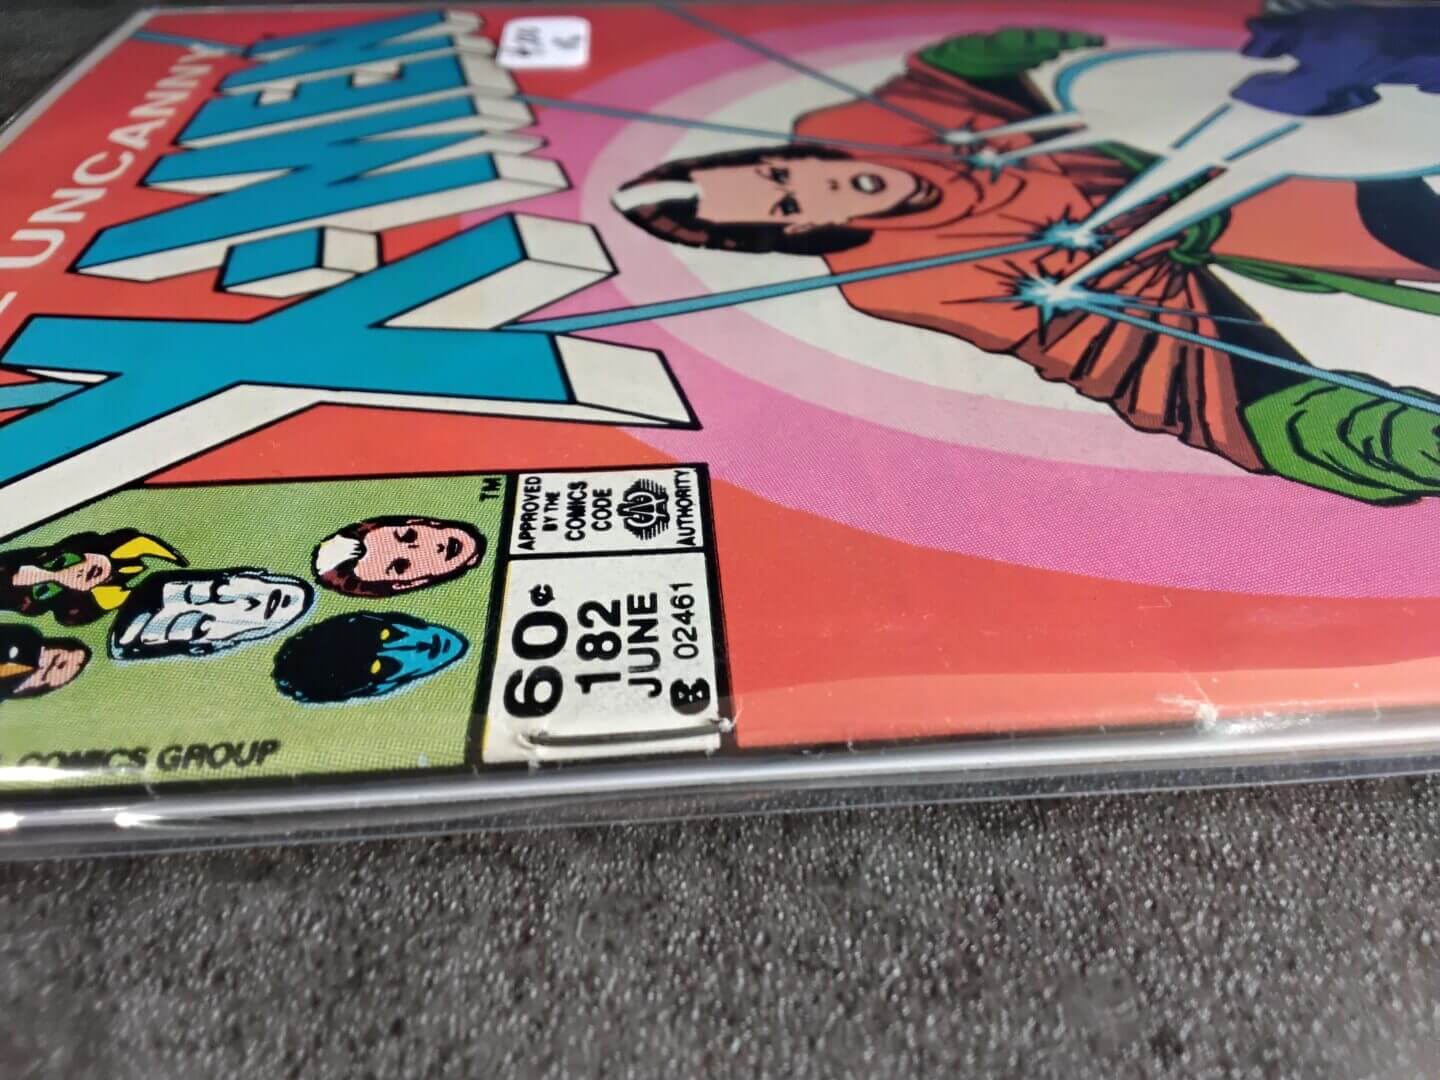 UNCANNY
X-MEN
TM
APPROVED
BY THE
COMICS
CODE
AUTHORITY
60¢
182
JUNE
02461
COMICS GROUP